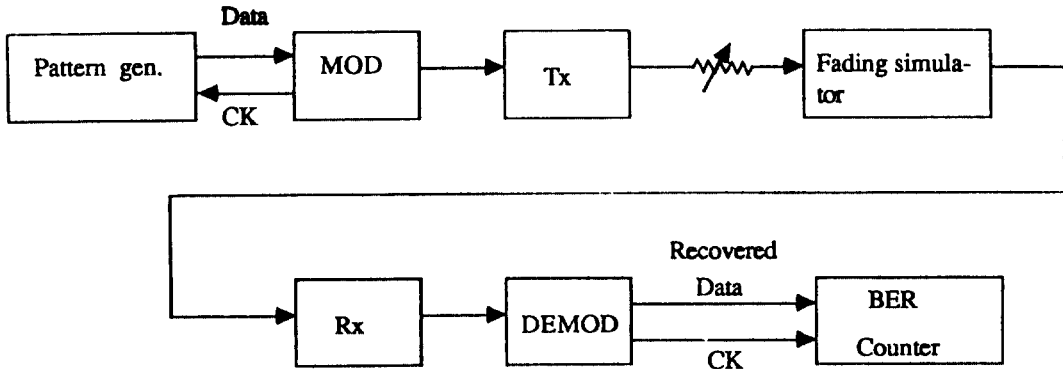 Data
Pattern gen.
MOD
CK
Tx
Fading simula-
tor
Recovered
Data
Rx
DEMOD
CK
BER
Counter